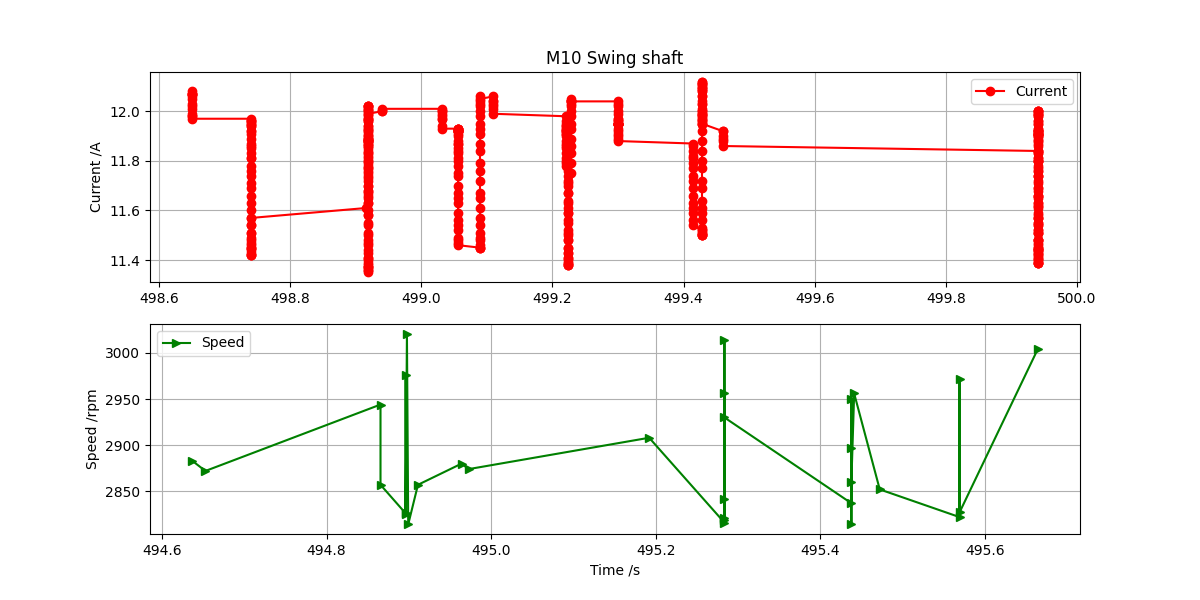 M10 Swing shaft
Current
Current /A
12.0
11.8
11.6
11.4
498.6 498.8 499.0 499.2 499.4 499.6 499.8 500.0
Speed
Speed /rpm
3000
2950
2900
2850
494.6 494.8 495.0 495.2 495.4 495.6
Time /s